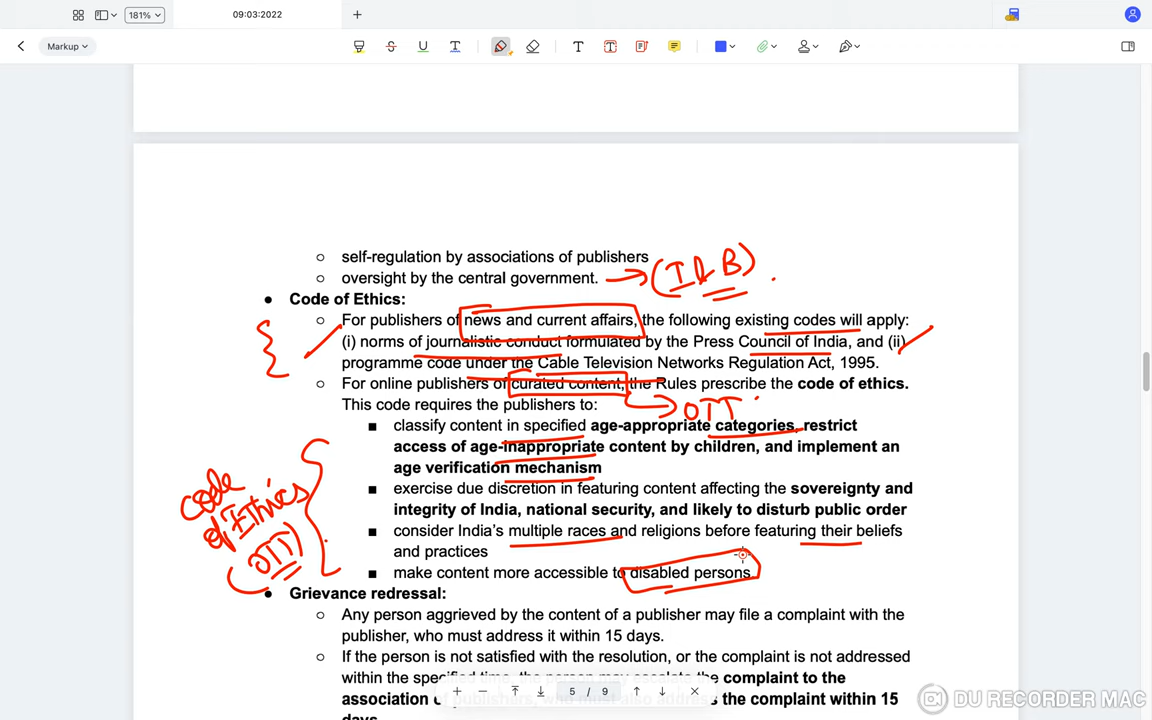 181%
09:03:2022
Markup
self-regulation by associations of publishers
oversight by the central government. → (I & B)
Code of Ethics:
For publishers of news and current affairs, the following existing codes will apply:
(i) norms of journalistic conduct formulated by the Press Council of India, and (ii)
programme code under the Cable Television Networks Regulation Act, 1995.
For online publishers of curated content, the Rules prescribe the code of ethics.
This code requires the publishers to:
OTT
classify content in specified age-appropriate categories, restrict
access of age-inappropriate content by children, and implement an
age verification mechanism
exercise due discretion in featuring content affecting the sovereignty and
integrity of India, national security, and likely to disturb public order
consider India's multiple races and religions before featuring their beliefs
and practices
make content more accessible to disabled persons.
code
of Ethics
(OTT)
Grievance redressal:
Any person aggrieved by the content of a publisher may file a complaint with the
publisher, who must address it within 15 days.
If the person is not satisfied with the resolution, or the complaint is not addressed
within the specified time, the person may escalate the complaint to the
association of publishers, who must also address the complaint within 15
days.
5 / 9
DU RECORDER MAC